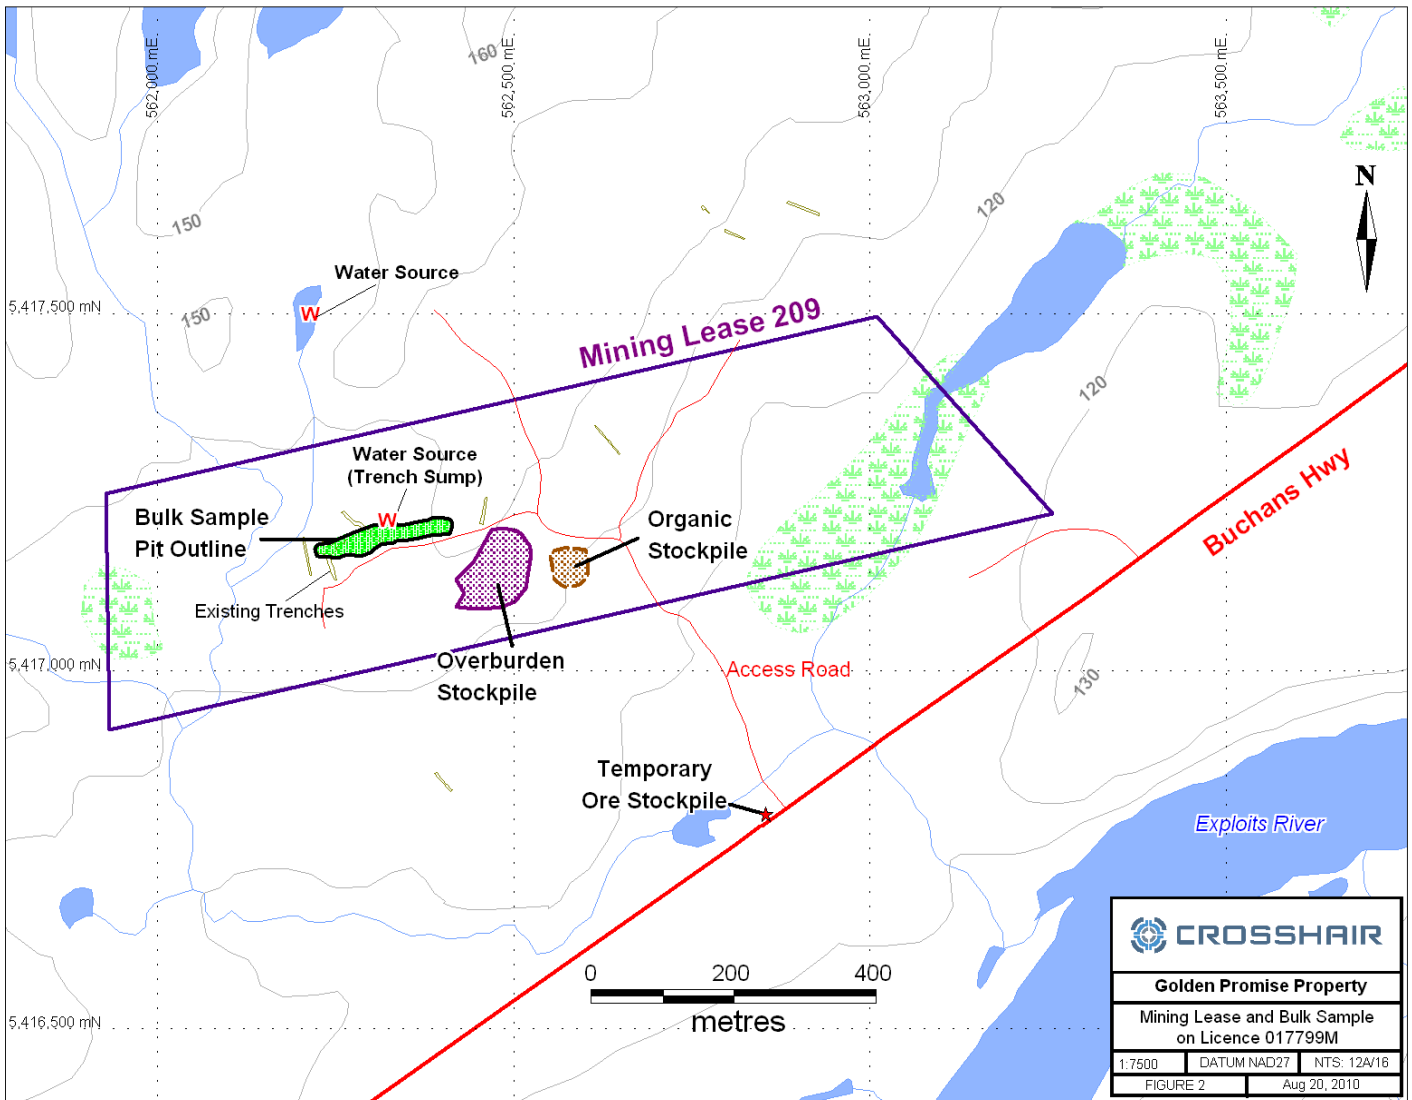 562,000 mE
562,500 mE
563,000 mE
563,500 mE
160
150
120
N
Water Source
5,417,500 mN
W
150
Mining Lease 209
120
Water Source
(Trench Sump)
Buchans Hwy
W
Bulk Sample
Pit Outline
Organic
Stockpile
Existing Trenches
Overburden
Stockpile
5,417,000 mN
Access Road
130
Temporary
Ore Stockpile
Exploits River
CROSSHAIR
0 200 400
metres
Golden Promise Property
5,416,500 mN
Mining Lease and Bulk Sample
on Licence 017799M
1:7500 DATUM NAD27 NTS: 12A/16
FIGURE 2 Aug 20, 2010